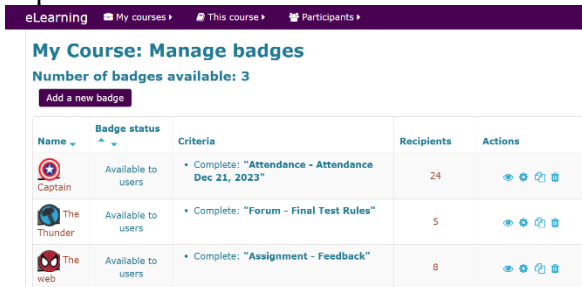 eLearning My courses This course Participants
My Course: Manage badges
Number of badges available: 3
Add a new badge
Name Badge status Criteria Recipients Actions
Captain Available to users • Complete: "Attendance - Attendance Dec 21, 2023" 24
The Thunder Available to users • Complete: "Forum - Final Test Rules" 5
The web Available to users • Complete: "Assignment - Feedback" 8